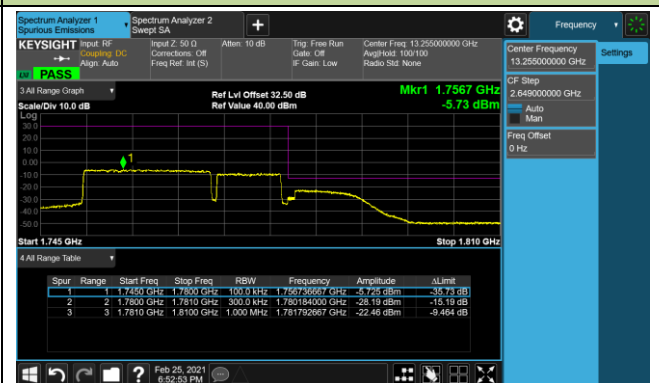 Spectrum Analyzer 1
Spurious Emissions
Spectrum Analyzer 2
Swept SA
+
Frequency
KEYSIGHT
Input: RF
Coupling: DC
Align: Auto
Input Z: 50 Ω
Corrections: Off
Freq Ref: Int (S)
Atten: 10 dB
Trig: Free Run
Gate: Off
IF Gain: Low
Center Freq: 13.255000000 GHz
Avg|Hold: 100/100
Radio Std: None
PASS
Center Frequency
13.255000000 GHz
Settings
CF Step
2.649000000 GHz
Auto
Man
Freq Offset
0 Hz
3 All Range Graph
Ref Lvl Offset 32.50 dB
Mkr1 1.7567 GHz
Scale/Div 10.0 dB
Ref Value 40.00 dBm
-5.73 dBm
Log
30.0
20.0
10.0
0.00
-10.0
-20.0
-30.0
-40.0
-50.0
1
Start 1.745 GHz
Stop 1.810 GHz
4 All Range Table
Spur Range Start Freq Stop Freq RBW Frequency Amplitude ΔLimit
1 1 1.7450 GHz 1.7800 GHz 100.0 kHz 1.756736667 GHz -5.725 dBm -35.73 dB
2 2 1.7800 GHz 1.7810 GHz 300.0 kHz 1.780184000 GHz -28.19 dBm -15.19 dB
3 3 1.7810 GHz 1.8100 GHz 1.000 MHz 1.781792667 GHz -22.46 dBm -9.464 dB
?
Feb 25, 2021
6:52:53 PM